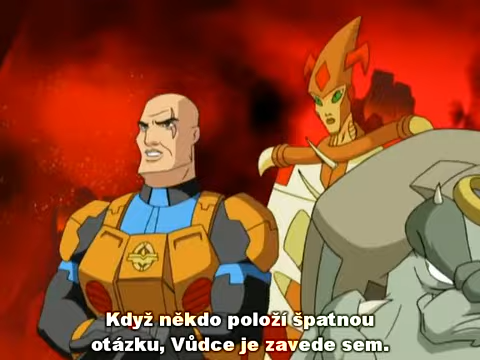 Když někdo položí špatnou
otázku, Vůdce je zavede sem.